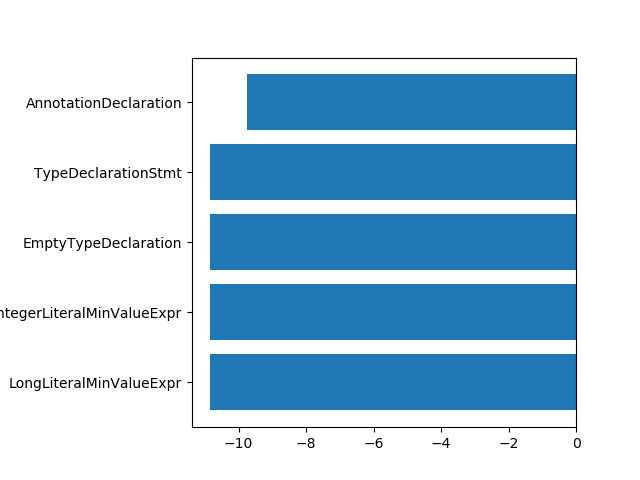 AnnotationDeclaration
TypeDeclarationStmt
EmptyTypeDeclaration
ntegerLiteralMinValueExpr
LongLiteralMinValueExpr
−10 −8 −6 −4 −2 0